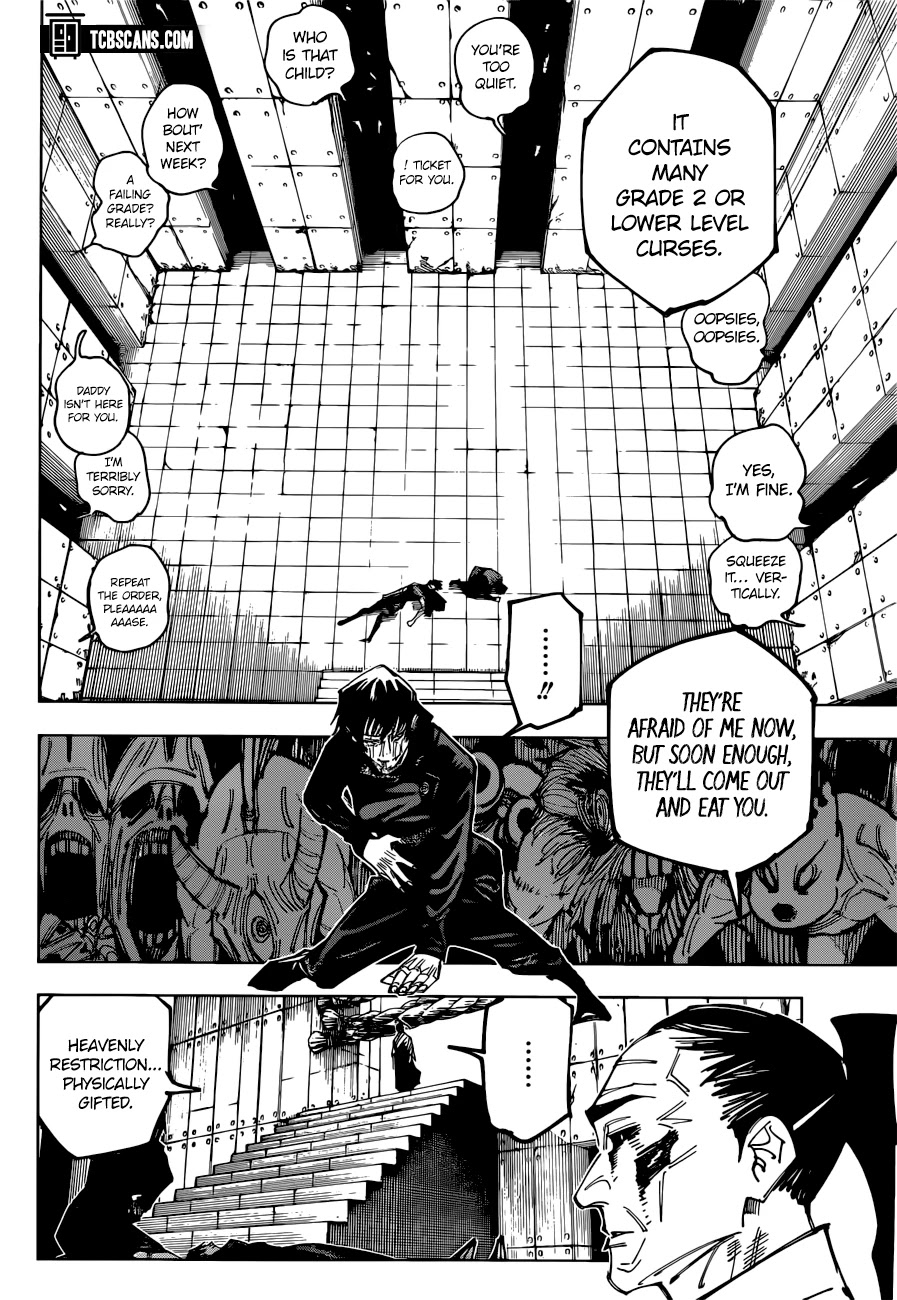 TCBSCANS.COM
IT
CONTAINS
MANY
GRADE 2 OR
LOWER LEVEL
CURSES.
YOU'RE
TOO
QUIET.
WHO
IS THAT
CHILD?
! TICKET
FOR YOU.
HOW
BOUT'
NEXT
WEEK?
A
FAILING
GRADE?
REALLY?
OOPSIES,
OOPSIES.
DADDY
ISN'T HERE
FOR YOU.
I'M
TERRIBLY
SORRY.
YES,
I'M FINE.
SQUEEZE
IT... VER-
TICALLY.
REPEAT
THE ORDER,
PLEAAAAA
AAASE.
........!!
THEY'RE
AFRAID OF ME NOW,
BUT SOON ENOUGH,
THEY'LL COME OUT
AND EAT YOU.
......
HEAVENLY
RESTRICTION...
PHYSICALLY
GIFTED.